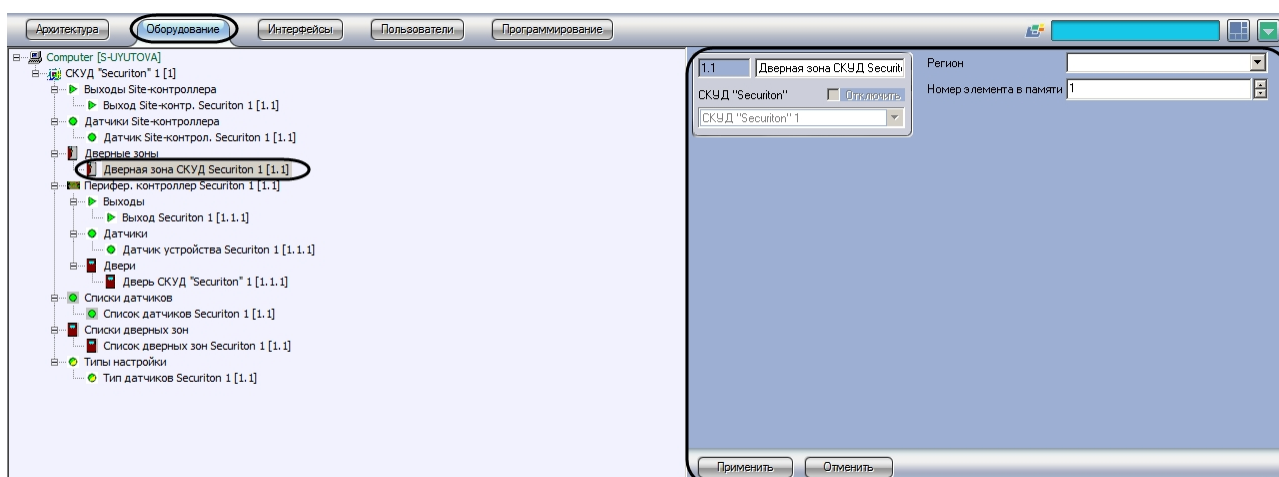 Архитектура Оборудование Интерфейсы Пользователи Программирование
Computer [S-UYUTOVA]
СКУД "Securiton" 1 [1]
Выходы Site-контроллера
Выход Site-контр. Securiton 1 [1.1]
Датчики Site-контроллера
Датчик Site-контрол. Securiton 1 [1.1]
Дверные зоны
Дверная зона СКУД Securiton 1 [1.1]
Перифер. контроллер Securiton 1 [1.1]
Выходы
Выход Securiton 1 [1.1.1]
Датчики
Датчик устройства Securiton 1 [1.1.1]
Двери
Дверь СКУД "Securiton" 1 [1.1.1]
Списки датчиков
Список датчиков Securiton 1 [1.1]
Списки дверных зон
Список дверных зон Securiton 1 [1.1]
Типы настройки
Тип датчиков Securiton 1 [1.1]
1.1 Дверная зона СКУД Securit
СКУД "Securiton" Отключить
СКУД "Securiton" 1
Регион
Номер элемента в памяти 1
Применить Отменить